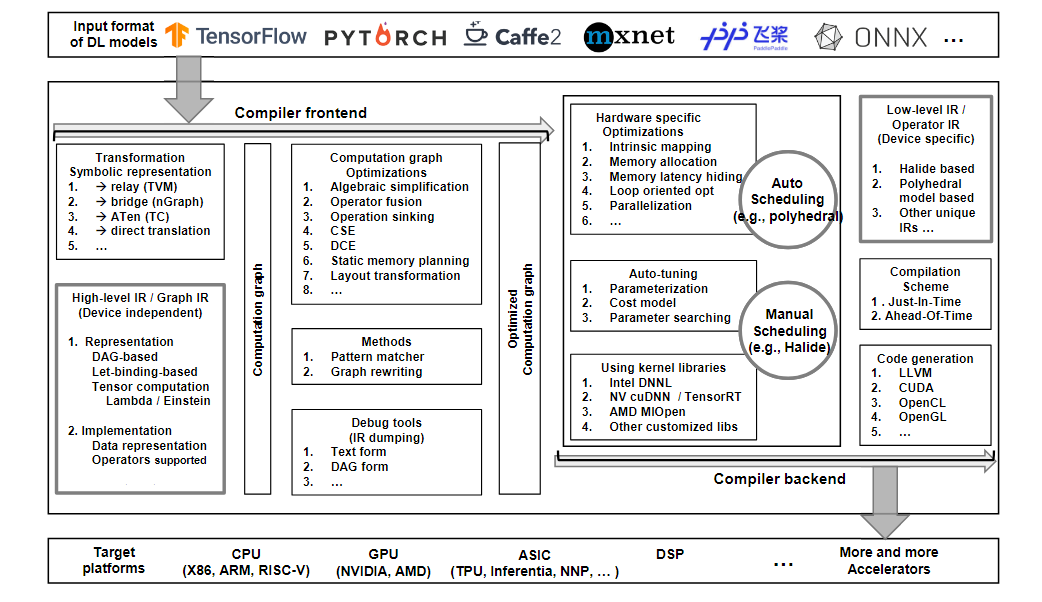 Input format
of DL models
TensorFlow
PYTORCH
Caffe2
mxnet
飞桨
PaddlePaddle
ONNX
...
Compiler frontend
Transformation
Symbolic representation
1. → relay (TVM)
2. → bridge (nGraph)
3. → ATen (TC)
4. → direct translation
5. ...
High-level IR / Graph IR
(Device independent)
1. Representation
DAG-based
Let-binding-based
Tensor computation
Lambda / Einstein
2. Implementation
Data representation
Operators supported
Computation graph
Computation graph
Optimizations
1. Algebraic simplification
2. Operator fusion
3. Operation sinking
4. CSE
5. DCE
6. Static memory planning
7. Layout transformation
8. ...
Methods
1. Pattern matcher
2. Graph rewriting
Debug tools
(IR dumping)
1. Text form
2. DAG form
3. ...
Optimized
Computation graph
Hardware specific
Optimizations
1. Intrinsic mapping
2. Memory allocation
3. Memory latency hiding
4. Loop oriented opt
5. Parallelization
6. ...
Auto
Scheduling
(e.g., polyhedral)
Auto-tuning
1. Parameterization
2. Cost model
3. Parameter searching
Manual
Scheduling
(e.g., Halide)
Using kernel libraries
1. Intel DNNL
2. NV cuDNN / TensorRT
3. AMD MIOpen
4. Other customized libs
Low-level IR /
Operator IR
(Device specific)
1. Halide based
2. Polyhedral
model based
3. Other unique
IRs ...
Compilation
Scheme
1 . Just-In-Time
2. Ahead-Of-Time
Code generation
1. LLVM
2. CUDA
3. OpenCL
4. OpenGL
5. ...
Compiler backend
Target
platforms
CPU
(X86, ARM, RISC-V)
GPU
(NVIDIA, AMD)
ASIC
(TPU, Inferentia, NNP, ... )
DSP
...
More and more
Accelerators